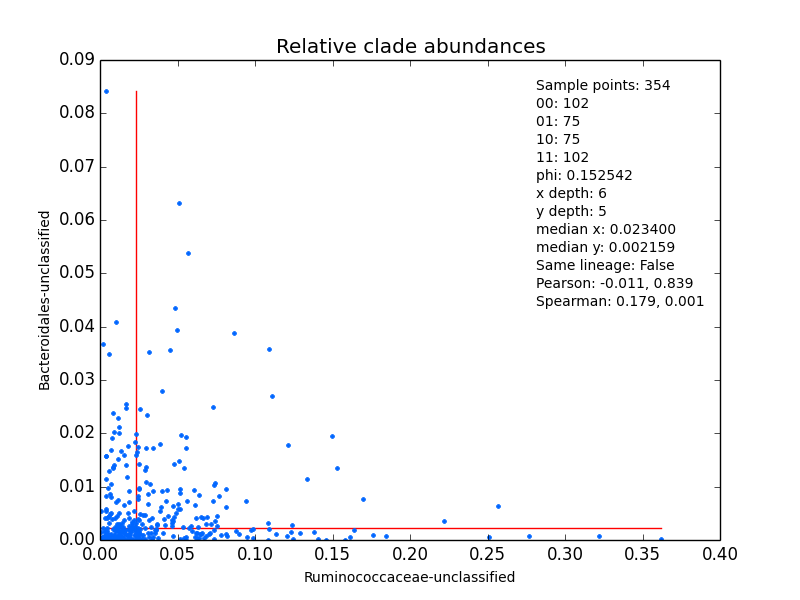 Relative clade abundances
0.09
0.08
0.07
0.06
0.05
0.04
0.03
0.02
0.01
0.00
Bacteroidales-unclassified
Sample points: 354
00: 102
01: 75
10: 75
11: 102
phi: 0.152542
x depth: 6
y depth: 5
median x: 0.023400
median y: 0.002159
Same lineage: False
Pearson: -0.011, 0.839
Spearman: 0.179, 0.001
0.00 0.05 0.10 0.15 0.20 0.25 0.30 0.35 0.40
Ruminococcaceae-unclassified